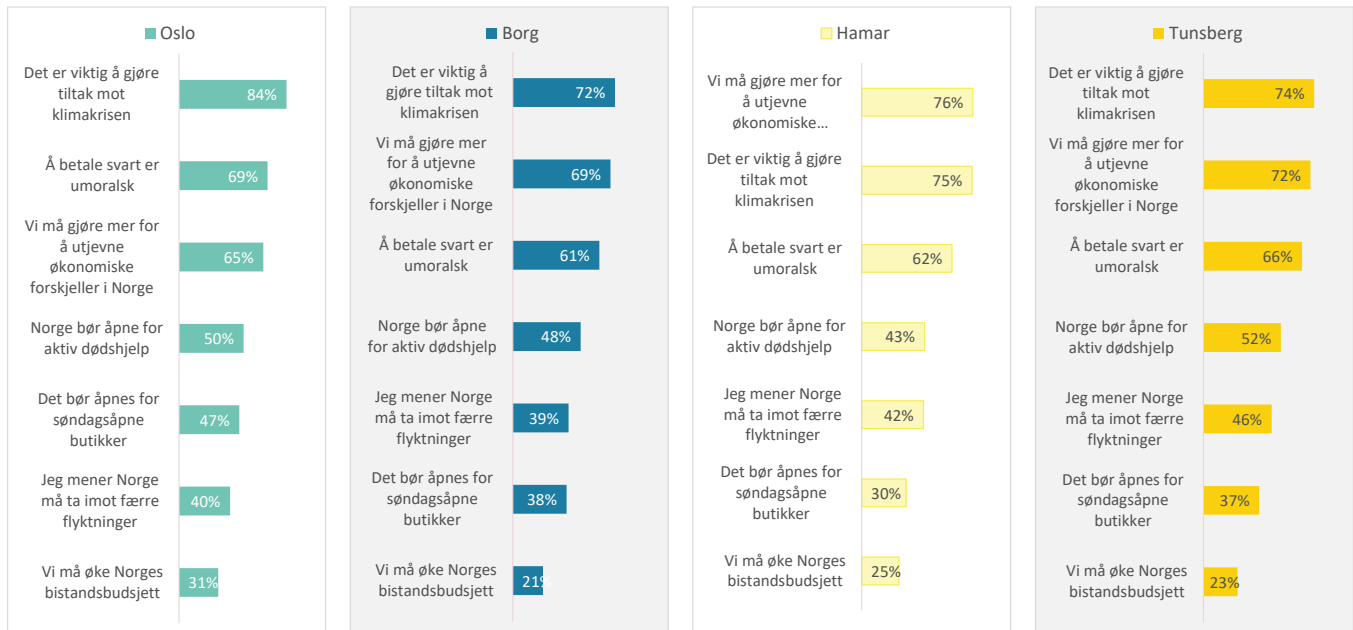 Oslo
Det er viktig å gjøre
tiltak mot
klimakrisen
84%
Å betale svart er
umoralsk
69%
Vi må gjøre mer for
å utjevne
økonomiske
forskjeller i Norge
65%
Norge bør åpne for
aktiv dødshjelp
50%
Det bør åpnes for
søndagsåpne
butikker
47%
Jeg mener Norge
må ta imot færre
flyktninger
40%
Vi må øke Norges
bistandsbudsjett
31%
Borg
Det er viktig å
gjøre tiltak mot
klimakrisen
72%
Vi må gjøre mer
for å utjevne
økonomiske
forskjeller i Norge
69%
Å betale svart er
umoralsk
61%
Norge bør åpne
for aktiv dødshjelp
48%
Jeg mener Norge
må ta imot færre
flyktninger
39%
Det bør åpnes for
søndagsåpne
butikker
38%
Vi må øke Norges
bistandsbudsjett
21%
Hamar
Vi må gjøre mer for
å utjevne
økonomiske...
76%
Det er viktig å gjøre
tiltak mot
klimakrisen
75%
Å betale svart er
umoralsk
62%
Norge bør åpne for
aktiv dødshjelp
43%
Jeg mener Norge
må ta imot færre
flyktninger
42%
Det bør åpnes for
søndagsåpne
butikker
30%
Vi må øke Norges
bistandsbudsjett
25%
Tunsberg
Det er viktig å gjøre
tiltak mot
klimakrisen
74%
Vi må gjøre mer for
å utjevne
økonomiske
forskjeller i Norge
72%
Å betale svart er
umoralsk
66%
Norge bør åpne for
aktiv dødshjelp
52%
Jeg mener Norge
må ta imot færre
flyktninger
46%
Det bør åpnes for
søndagsåpne
butikker
37%
Vi må øke Norges
bistandsbudsjett
23%